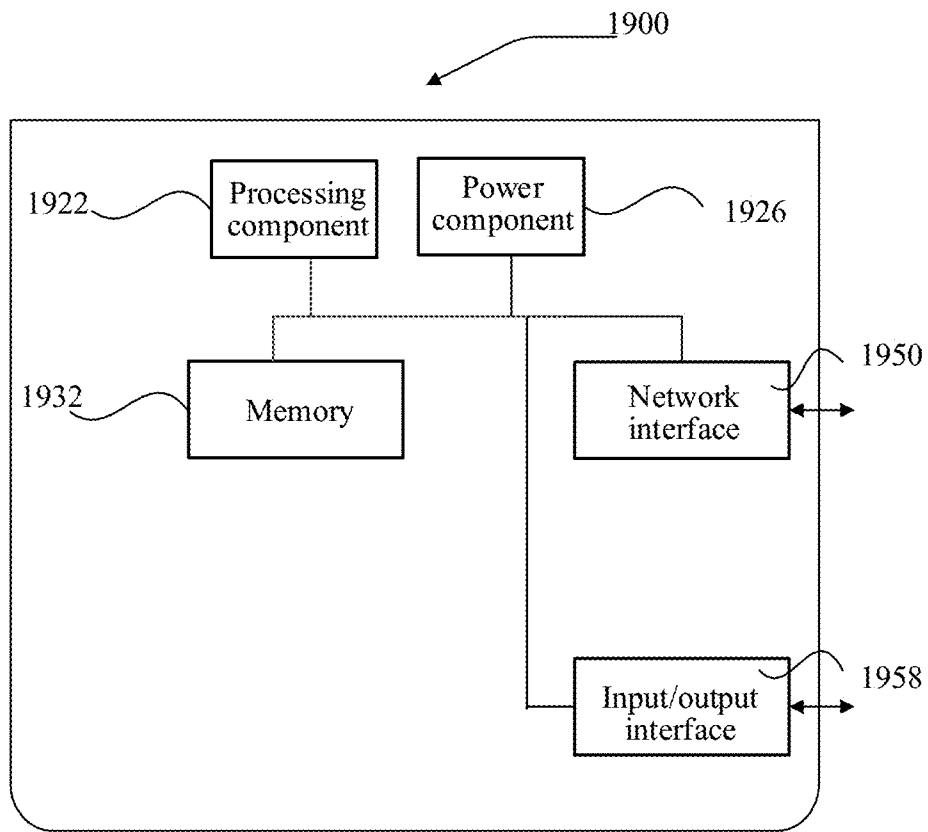 1900
1922
Processing
component
Power
component
1926
1932
Memory
Network
interface
1950
Input/output
interface
1958